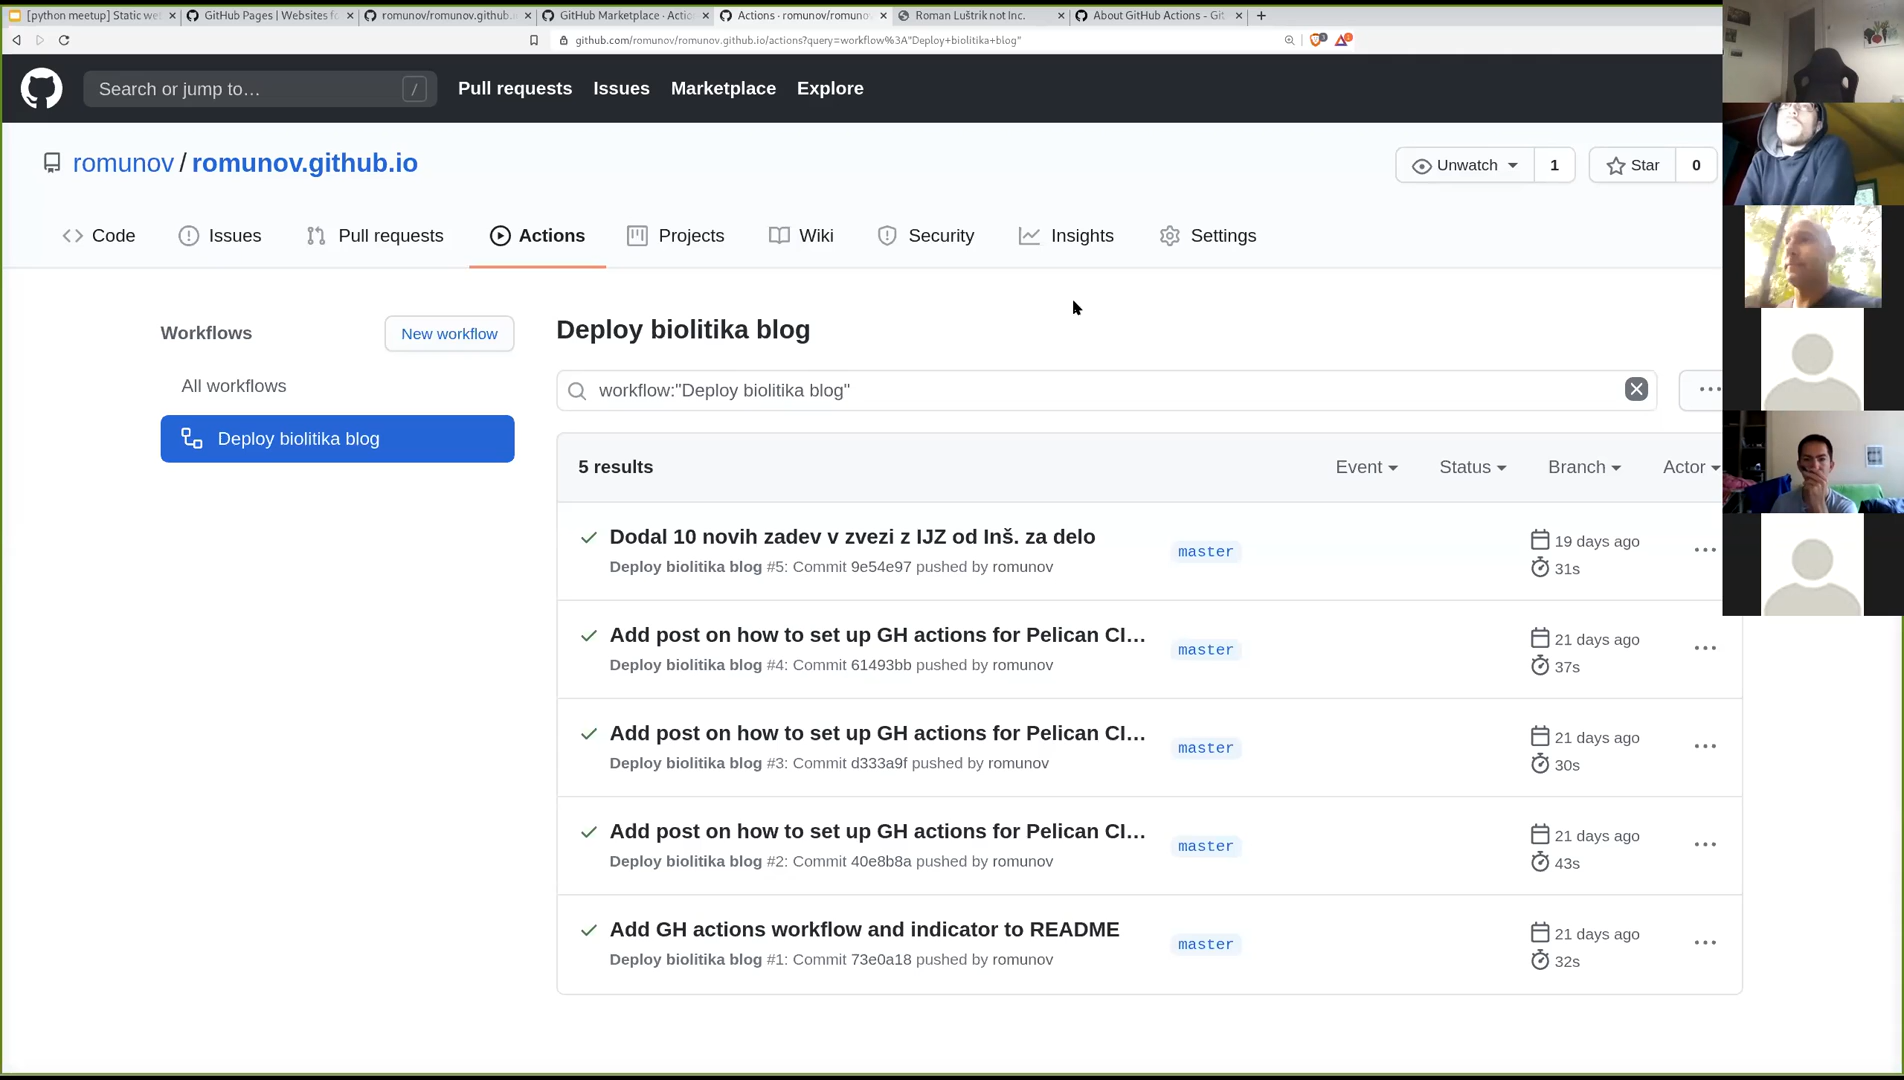 [python meetup] Static we
GitHub Pages | Websites fo
romunov/romunov.github.
GitHub Marketplace · Actio
Actions · romunov/romuno
Roman Luštrik not Inc.
About GitHub Actions - Git
github.com/romunov/romunov.github.io/actions?query=workflow%3A"Deploy+biolitika+blog"
Search or jump to…
/
Pull requests
Issues
Marketplace
Explore
romunov / romunov.github.io
Unwatch
1
Star
0
Code
Issues
Pull requests
Actions
Projects
Wiki
Security
Insights
Settings
Workflows
New workflow
All workflows
Deploy biolitika blog
Deploy biolitika blog
workflow:"Deploy biolitika blog"
5 results
Event
Status
Branch
Actor
Dodal 10 novih zadev v zvezi z IJZ od Inš. za delo
Deploy biolitika blog #5: Commit 9e54e97 pushed by romunov
master
19 days ago
31s
Add post on how to set up GH actions for Pelican CI…
Deploy biolitika blog #4: Commit 61493bb pushed by romunov
master
21 days ago
37s
Add post on how to set up GH actions for Pelican CI…
Deploy biolitika blog #3: Commit d333a9f pushed by romunov
master
21 days ago
30s
Add post on how to set up GH actions for Pelican CI…
Deploy biolitika blog #2: Commit 40e8b8a pushed by romunov
master
21 days ago
43s
Add GH actions workflow and indicator to README
Deploy biolitika blog #1: Commit 73e0a18 pushed by romunov
master
21 days ago
32s